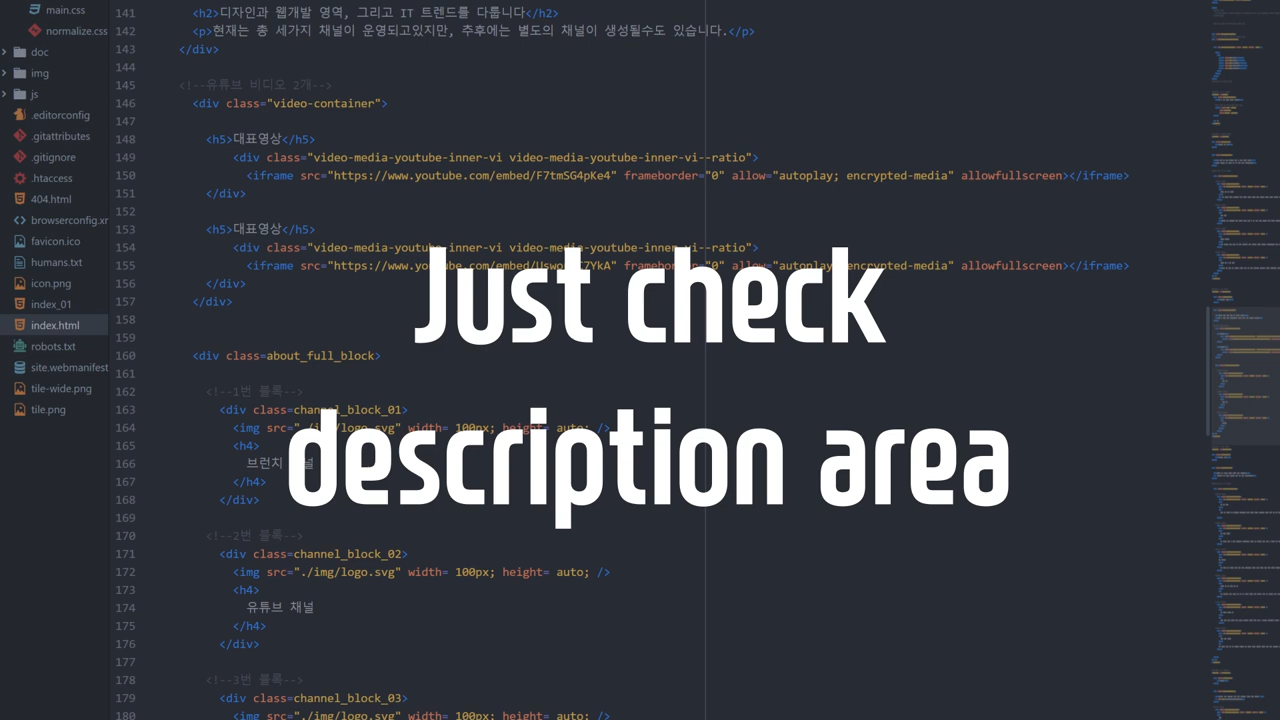 main.css
normalize.css
doc
img
js
.editorconfig
.gitattributes
.gitignore
.htaccess
404.html
browserconfig.xr
favicon.ico
humans.txt
icon.png
index_01
index.html
robots.txt
site.webmanifest
tile-wide.png
tile.png
141 <h2>디자인과 웹개발 영역, 그리고 IT 트렌드를 다룹니다</h2>
142 <p>현재는 총 세가지 채널이 운영되고있지만, 추후에는 별도의 채널이 생성될수도 있습니다.</p>
143 </div>
144
145 <!--유튜브 비디오 2개-->
146 <div class="video-container">
147
148 <h5>대표영상</h5>
149 <div class="video-media-youtube-inner-vi video-media-youtube-inner-vi--ratio">
150 <iframe src="https://www.youtube.com/embed/F7tmSG4pKe4" frameborder="0" allow="autoplay; encrypted-media" allowfullscreen></iframe>
151 </div>
152
153 <h5>대표영상</h5>
154 <div class="video-media-youtube-inner-vi video-media-youtube-inner-vi--ratio">
155 <iframe allow="autoplay; encrypted-media" allowfullscreen></iframe>
156 </div>
157 </div>
158
159
160 <div class=about_full_block>
161
162 <!--1번 블록-->
163 <div class=channel_block_01>
164 <img src="./img/logo.svg" width= 100px; height= auto; />
165 <h4>
166 브런치
167 </h4>
168 </div>
169
170 <!--2번 블록-->
171 <div class=channel_block_02>
172 <img src="./img/logo.svg" width= 100px; height= auto; />
173 <h4>
174 유튜브 채널
175 </h4>
176 </div>
177
178 <!--3번 블록-->
179 <div class=channel_block_03>
180 <img src="./img/logo.svg" width= 100px; height= auto; />
Just check
description area